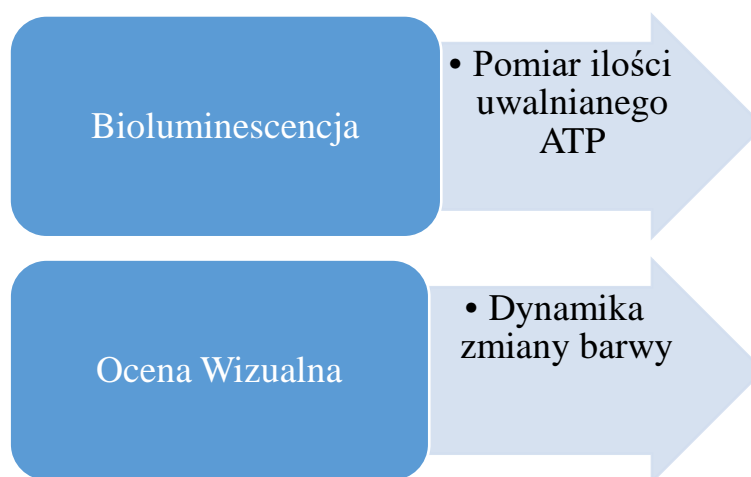 Bioluminescencja
• Pomiar ilości
uwalnianego
ATP
Ocena Wizualna
• Dynamika
zmiany barwy